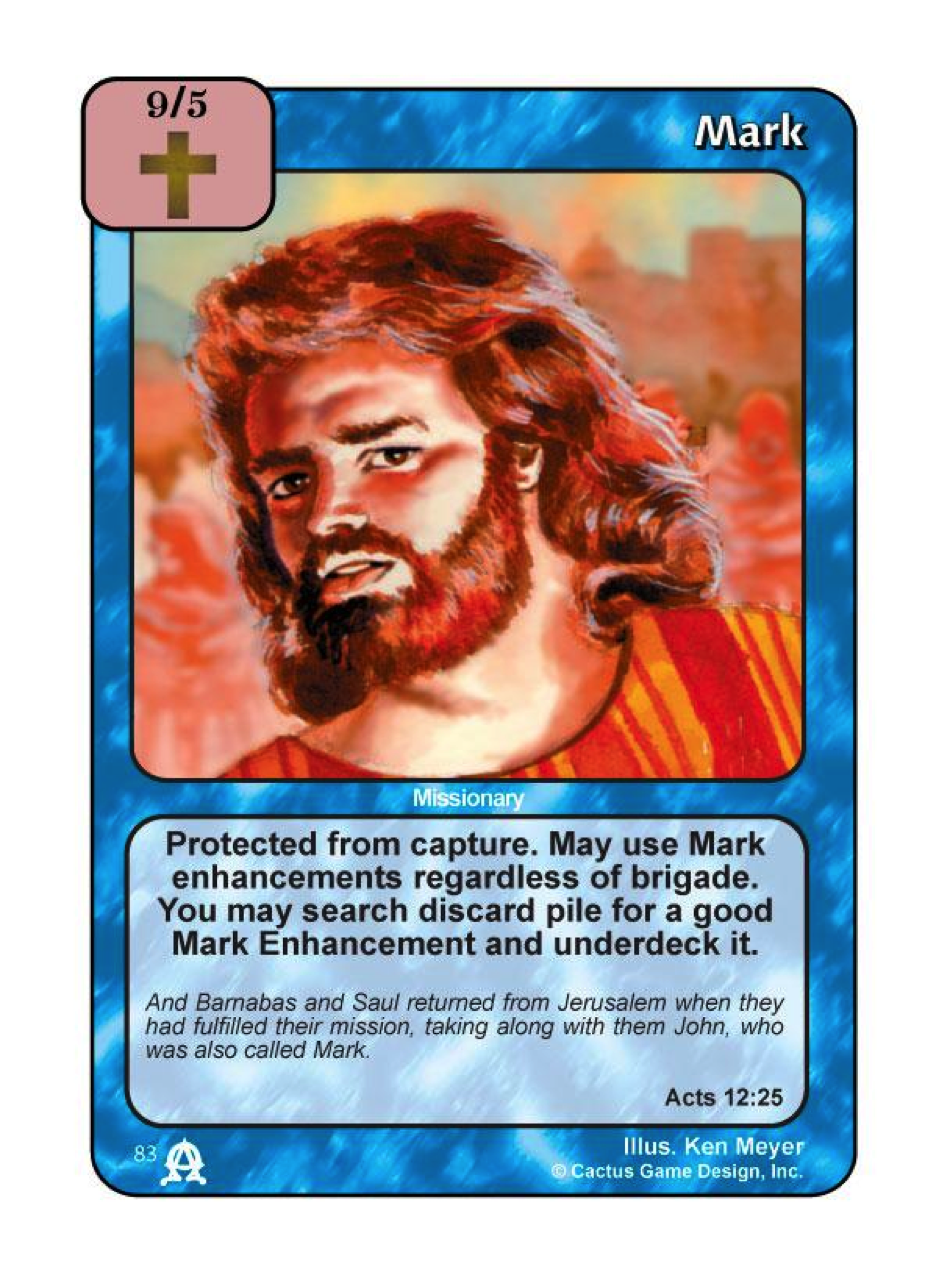 9/5
Mark
Missionary
Protected from capture. May use Mark
enhancements regardless of brigade.
You may search discard pile for a good
Mark Enhancement and underdeck it.
And Barnabas and Saul returned from Jerusalem when they
had fulfilled their mission, taking along with them John, who
was also called Mark.
Acts 12:25
83
Illus. Ken Meyer
© Cactus Game Design, Inc.